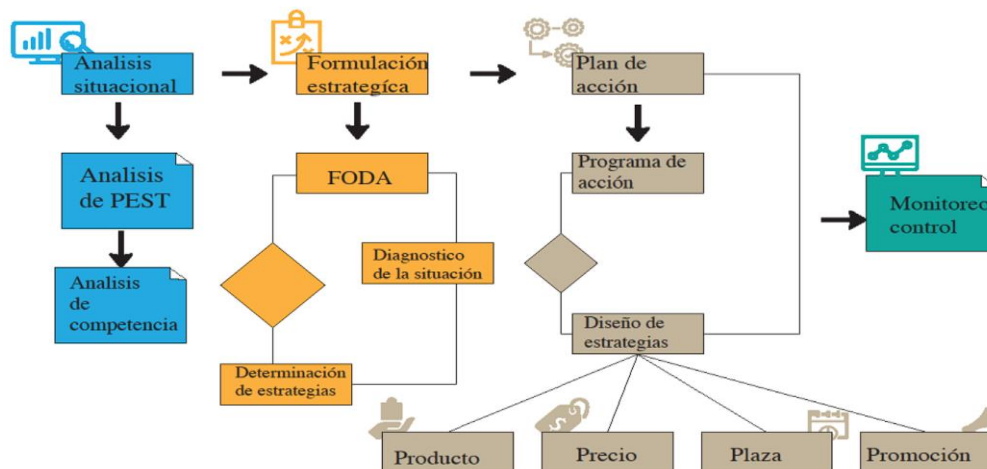 Analisis
situacional
Formulación
estrategíca
Plan de
acción
Analisis
de PEST
FODA
Programa de
acción
Monitoreo
control
Diagnostico
de la situación
Analisis
de
competencia
Diseño de
estrategias
Determinación
de estrategias
Producto
Precio
Plaza
Promoción